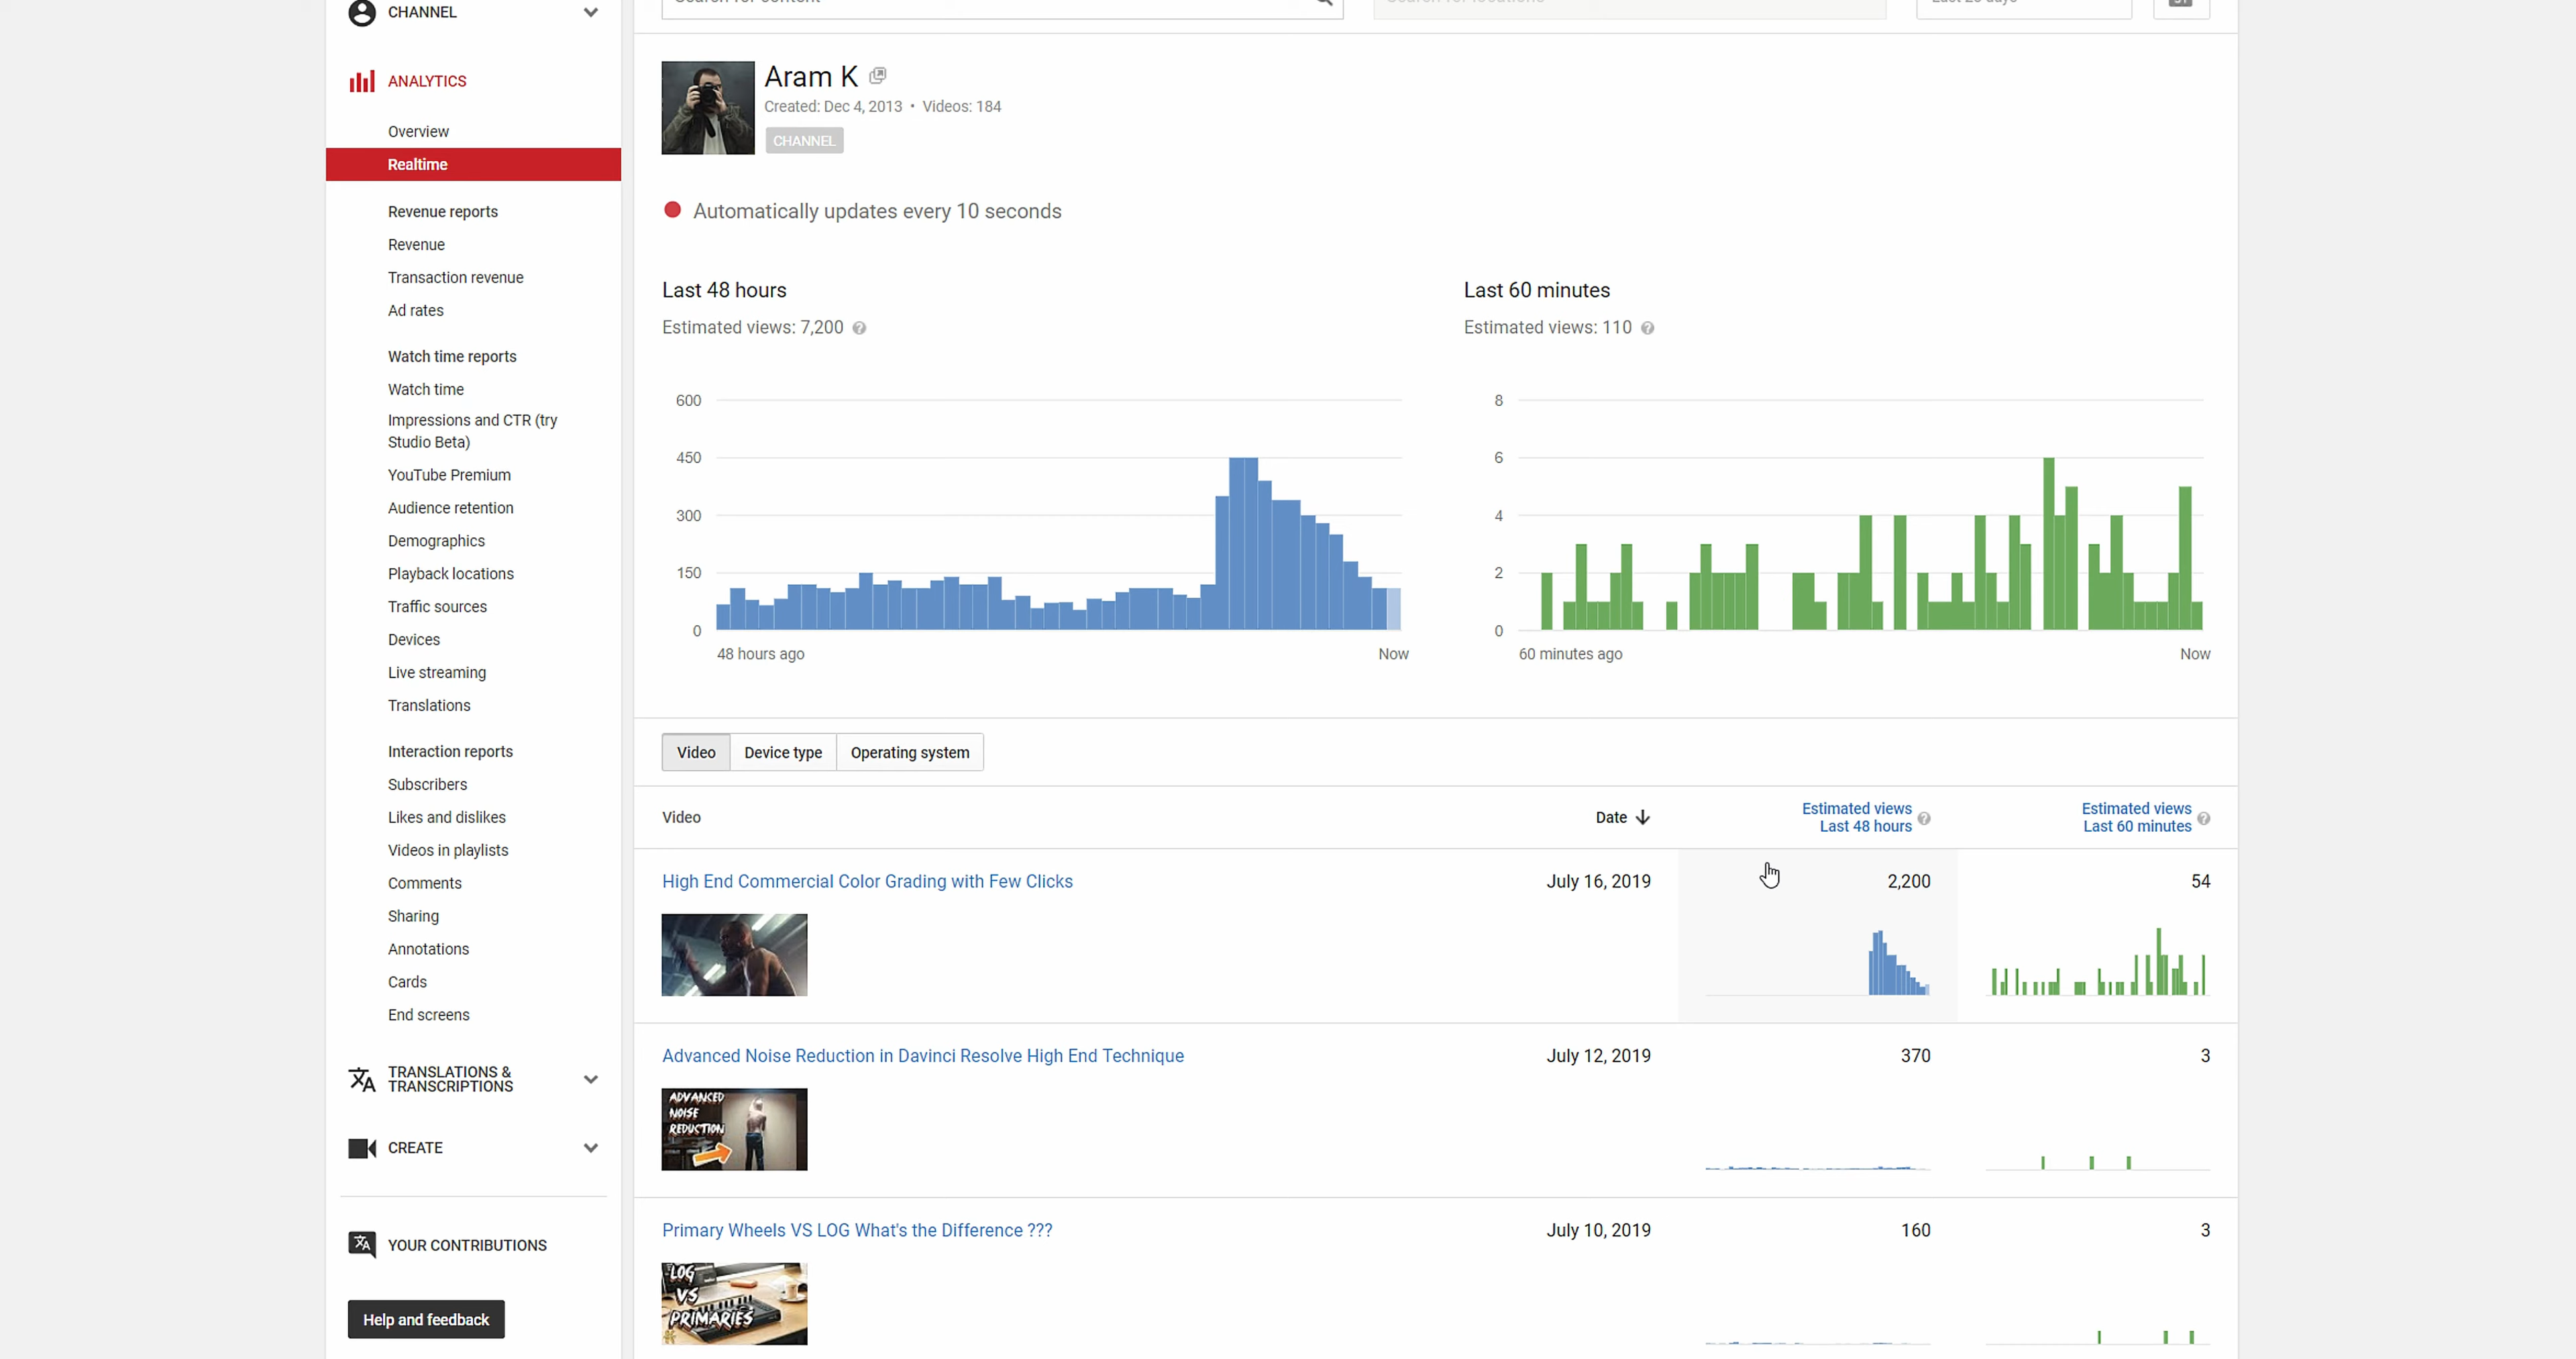 CHANNEL
ANALYTICS
Overview
Realtime
Revenue reports
Revenue
Transaction revenue
Ad rates
Watch time reports
Watch time
Impressions and CTR (try
Studio Beta)
YouTube Premium
Audience retention
Demographics
Playback locations
Traffic sources
Devices
Live streaming
Translations
Interaction reports
Subscribers
Likes and dislikes
Videos in playlists
Comments
Sharing
Annotations
Cards
End screens
TRANSLATIONS &
TRANSCRIPTIONS
CREATE
YOUR CONTRIBUTIONS
Help and feedback
Aram K
Created: Dec 4, 2013 • Videos: 184
CHANNEL
Automatically updates every 10 seconds
Last 48 hours
Estimated views: 7,200
600
450
300
150
0
48 hours ago Now
Last 60 minutes
Estimated views: 110
8
6
4
2
0
60 minutes ago Now
Video Device type Operating system
Video Date Estimated views Last 48 hours Estimated views Last 60 minutes
High End Commercial Color Grading with Few Clicks July 16, 2019 2,200 54
Advanced Noise Reduction in Davinci Resolve High End Technique July 12, 2019 370 3
ADVANCED
NOISE
REDUCTION
Primary Wheels VS LOG What's the Difference ??? July 10, 2019 160 3
LOG
VS
PRIMARIES